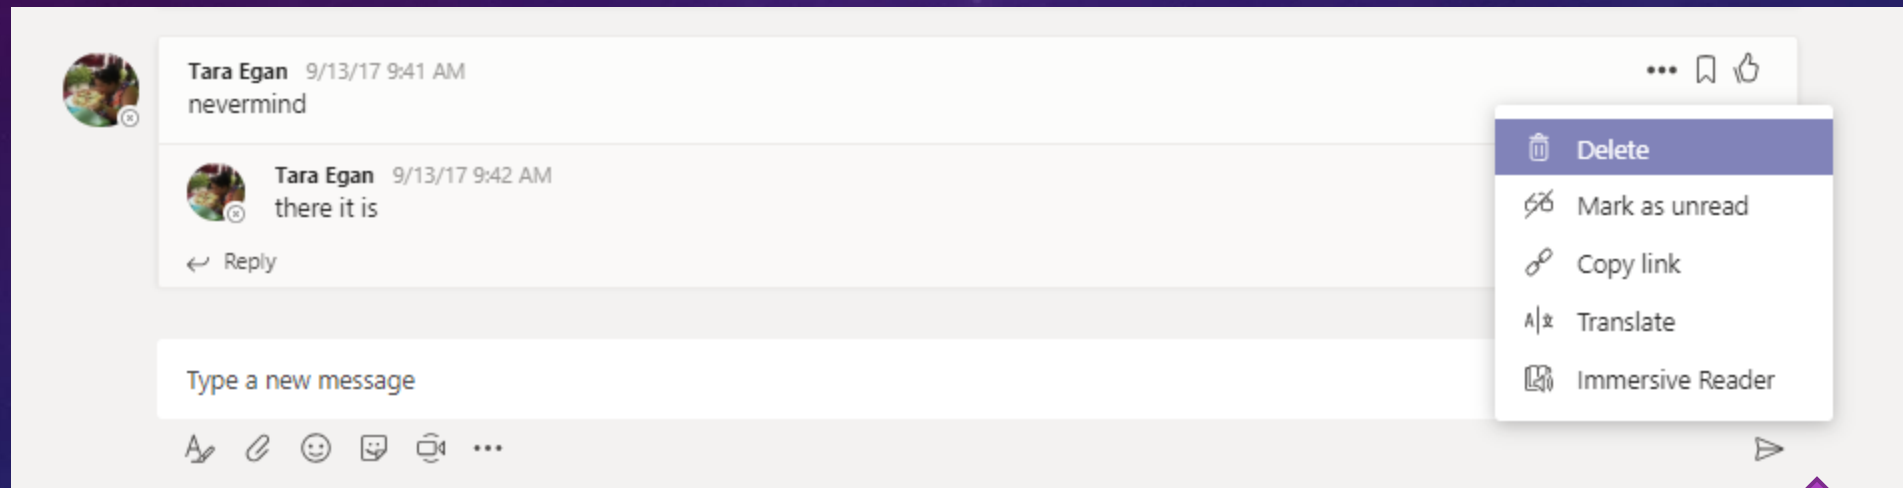 Tara Egan 9/13/17 9:41 AM
nevermind
Tara Egan 9/13/17 9:42 AM
there it is
Reply
Delete
Mark as unread
Copy link
Translate
Immersive Reader
Type a new message